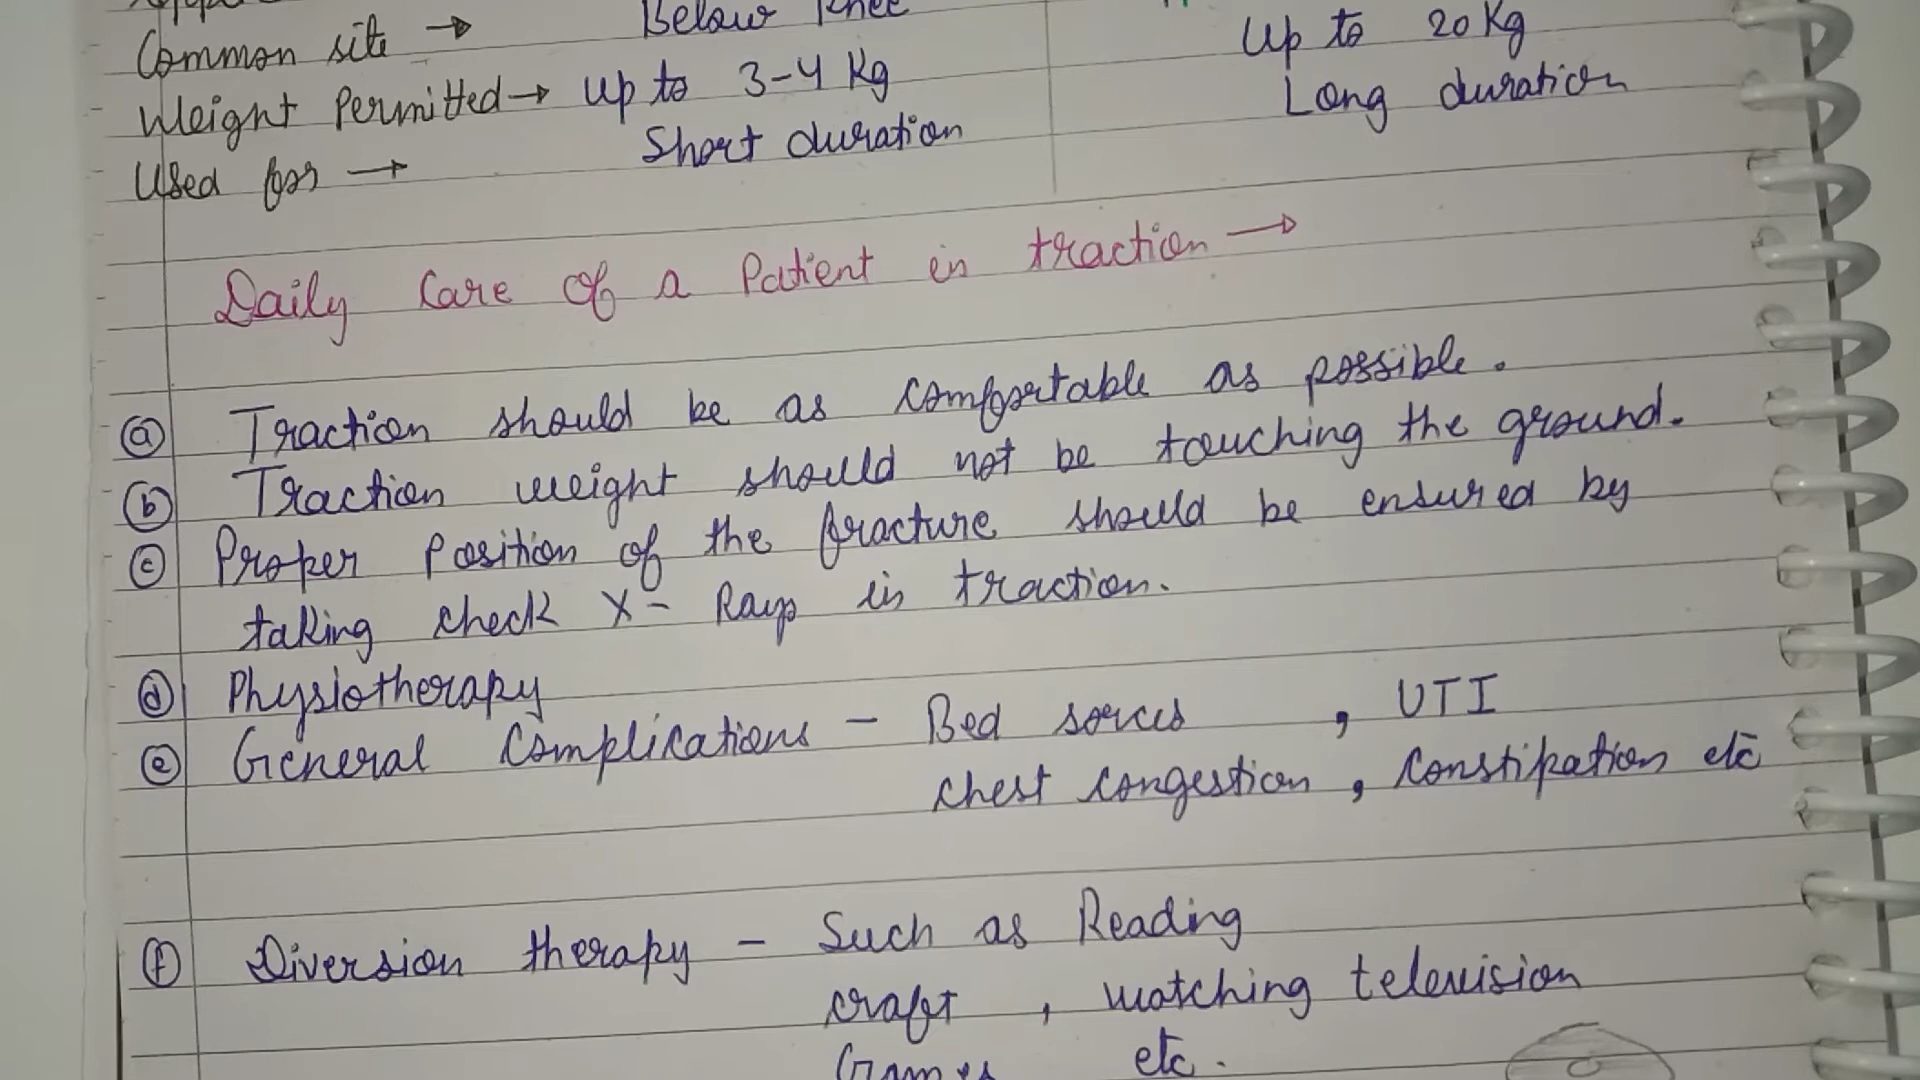 Common site → Below Knee
Weight Permitted → Up to 3-4 Kg Up to 20 Kg
Used for → Short duration Long duration
Daily Care of a Patient in traction →
(a) Traction should be as comfortable as possible.
(b) Traction weight should not be touching the ground.
(c) Proper Position of the fracture should be ensured by
taking check X- Rays in traction.
(d) Physiotherapy
(e) General Complications - Bed sores , UTI
chest congestion , Constipation etc
(f) Diversion therapy - Such as Reading
craft , watching television
Games etc.